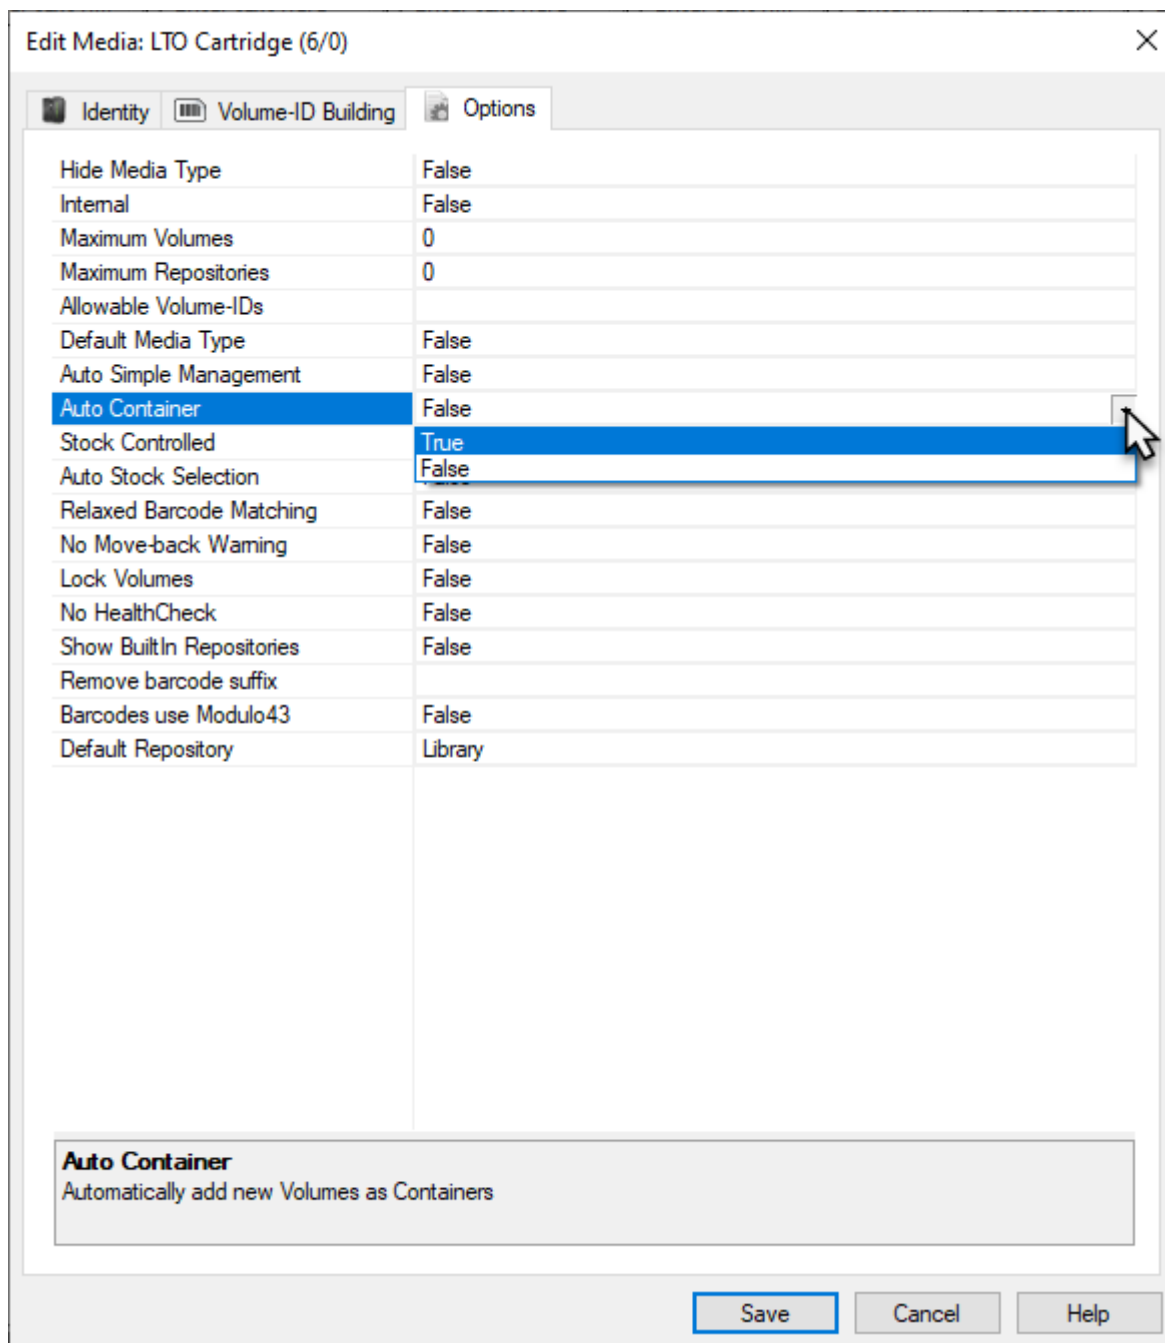 Edit Media: LTO Cartridge (6/0)
Identity Volume-ID Building Options
Hide Media Type False
Internal False
Maximum Volumes 0
Maximum Repositories 0
Allowable Volume-IDs
Default Media Type False
Auto Simple Management False
Auto Container False
Stock Controlled True
False
Auto Stock Selection
Relaxed Barcode Matching False
No Move-back Warning False
Lock Volumes False
No HealthCheck False
Show BuiltIn Repositories False
Remove barcode suffix
Barcodes use Modulo43 False
Default Repository Library
Auto Container
Automatically add new Volumes as Containers
Save Cancel Help